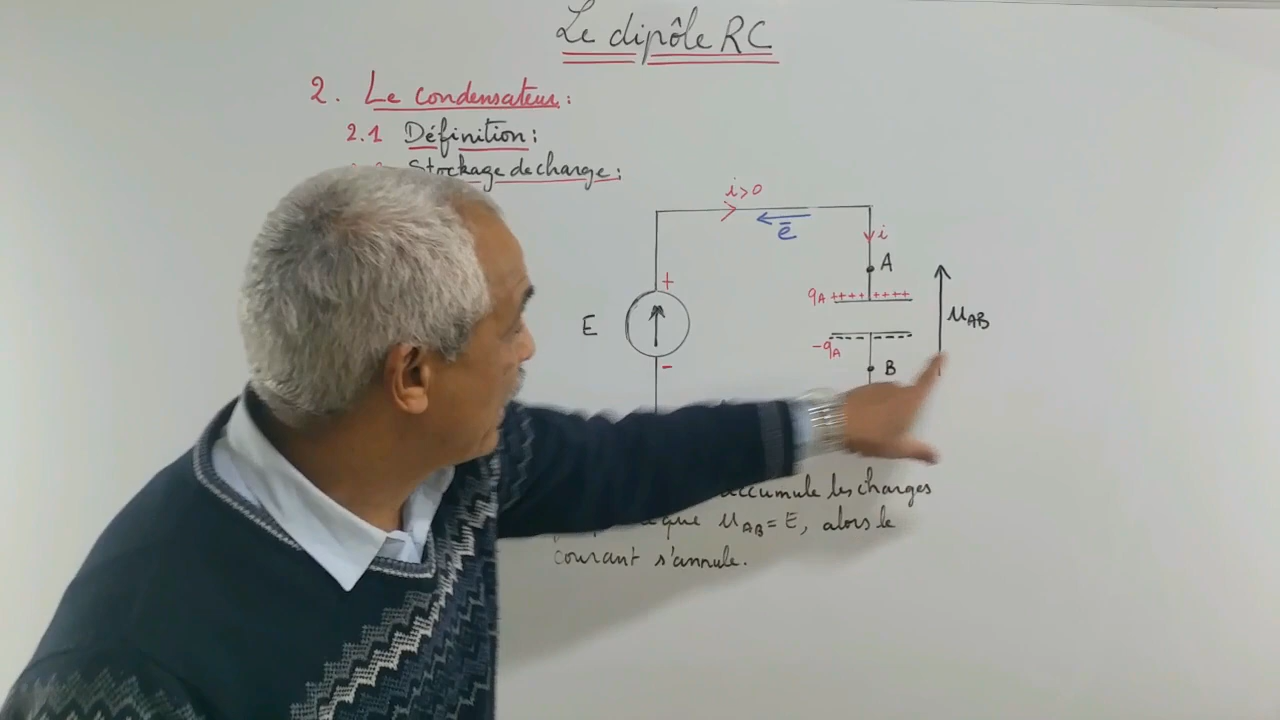 Le dipôle RC
2. Le condensateur :
2.1 Définition :
Stockage de charge :
i>0
ē
i
A
+
qA ++++ ++++
E
uAB
-qA
-
B
accumule les charges
que uAB = E, alors le
courant s'annule.